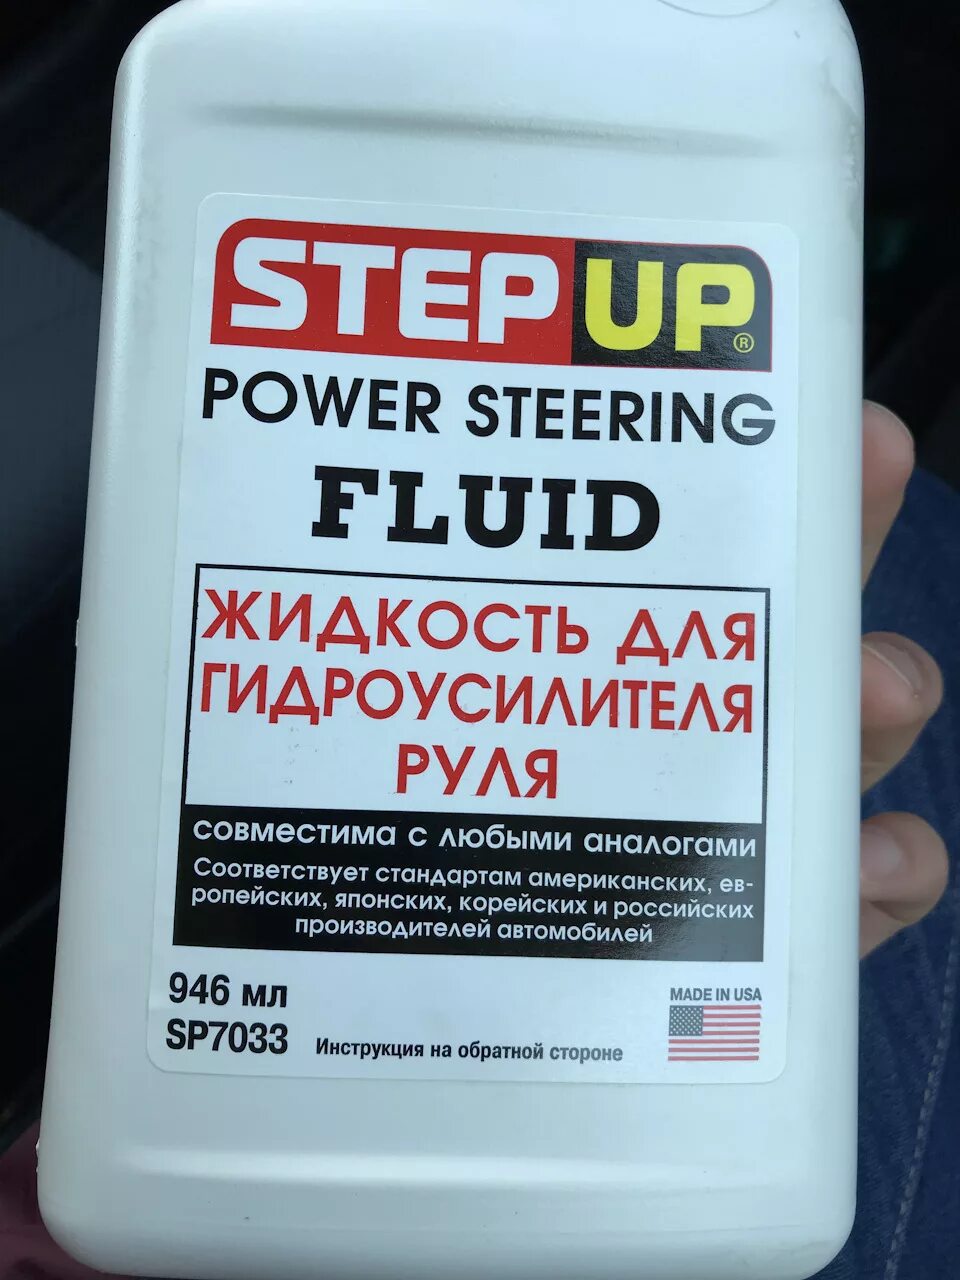 STEP UP®
POWER STEERING
FLUID
ЖИДКОСТЬ ДЛЯ
ГИДРОУСИЛИТЕЛЯ
РУЛЯ
СОВМЕСТИМА С ЛЮБЫМИ АНАЛОГАМИ
Соответствует стандартам американских, ев-
ропейских, японских, корейских и российских
производителей автомобилей
946 мл
MADE IN USA
SP7033
Инструкция на обратной стороне